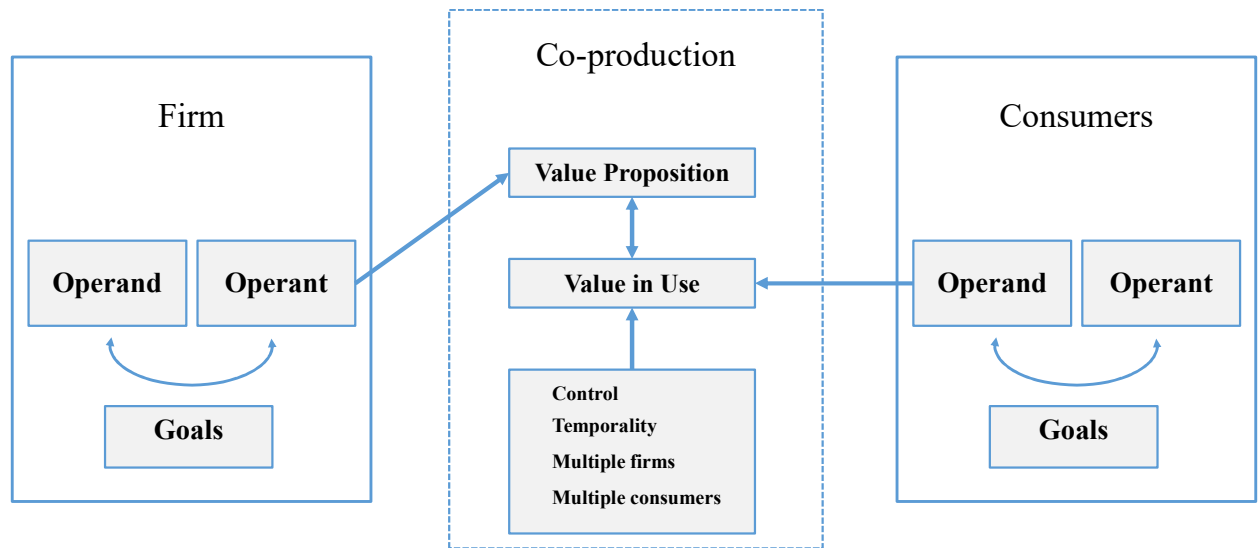 Firm
Operand
Operant
Goals
Co-production
Value Proposition
Value in Use
Control
Temporality
Multiple firms
Multiple consumers
Consumers
Operand
Operant
Goals